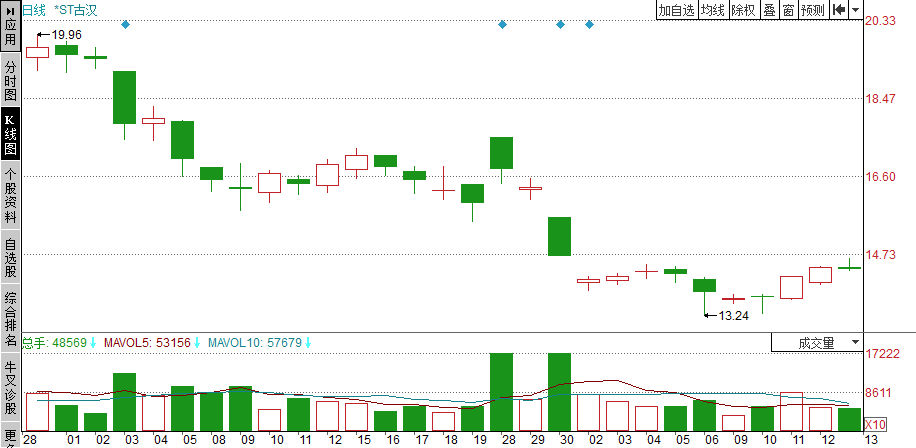 应用
分时图
K线图
个股资料
自选股
综合排名
牛叉诊股
日线 *ST古汉
加自选 均线 除权 叠 窗 预测
20.33
19.96
18.47
16.60
14.73
13.24
总手: 48569 MAVOL5: 53156 MAVOL10: 57679 成交量
17222
8611
X10
28 01 02 03 04 05 08 09 10 11 12 15 16 17 18 19 28 29 30 02 03 04 05 06 09 10 11 12 13